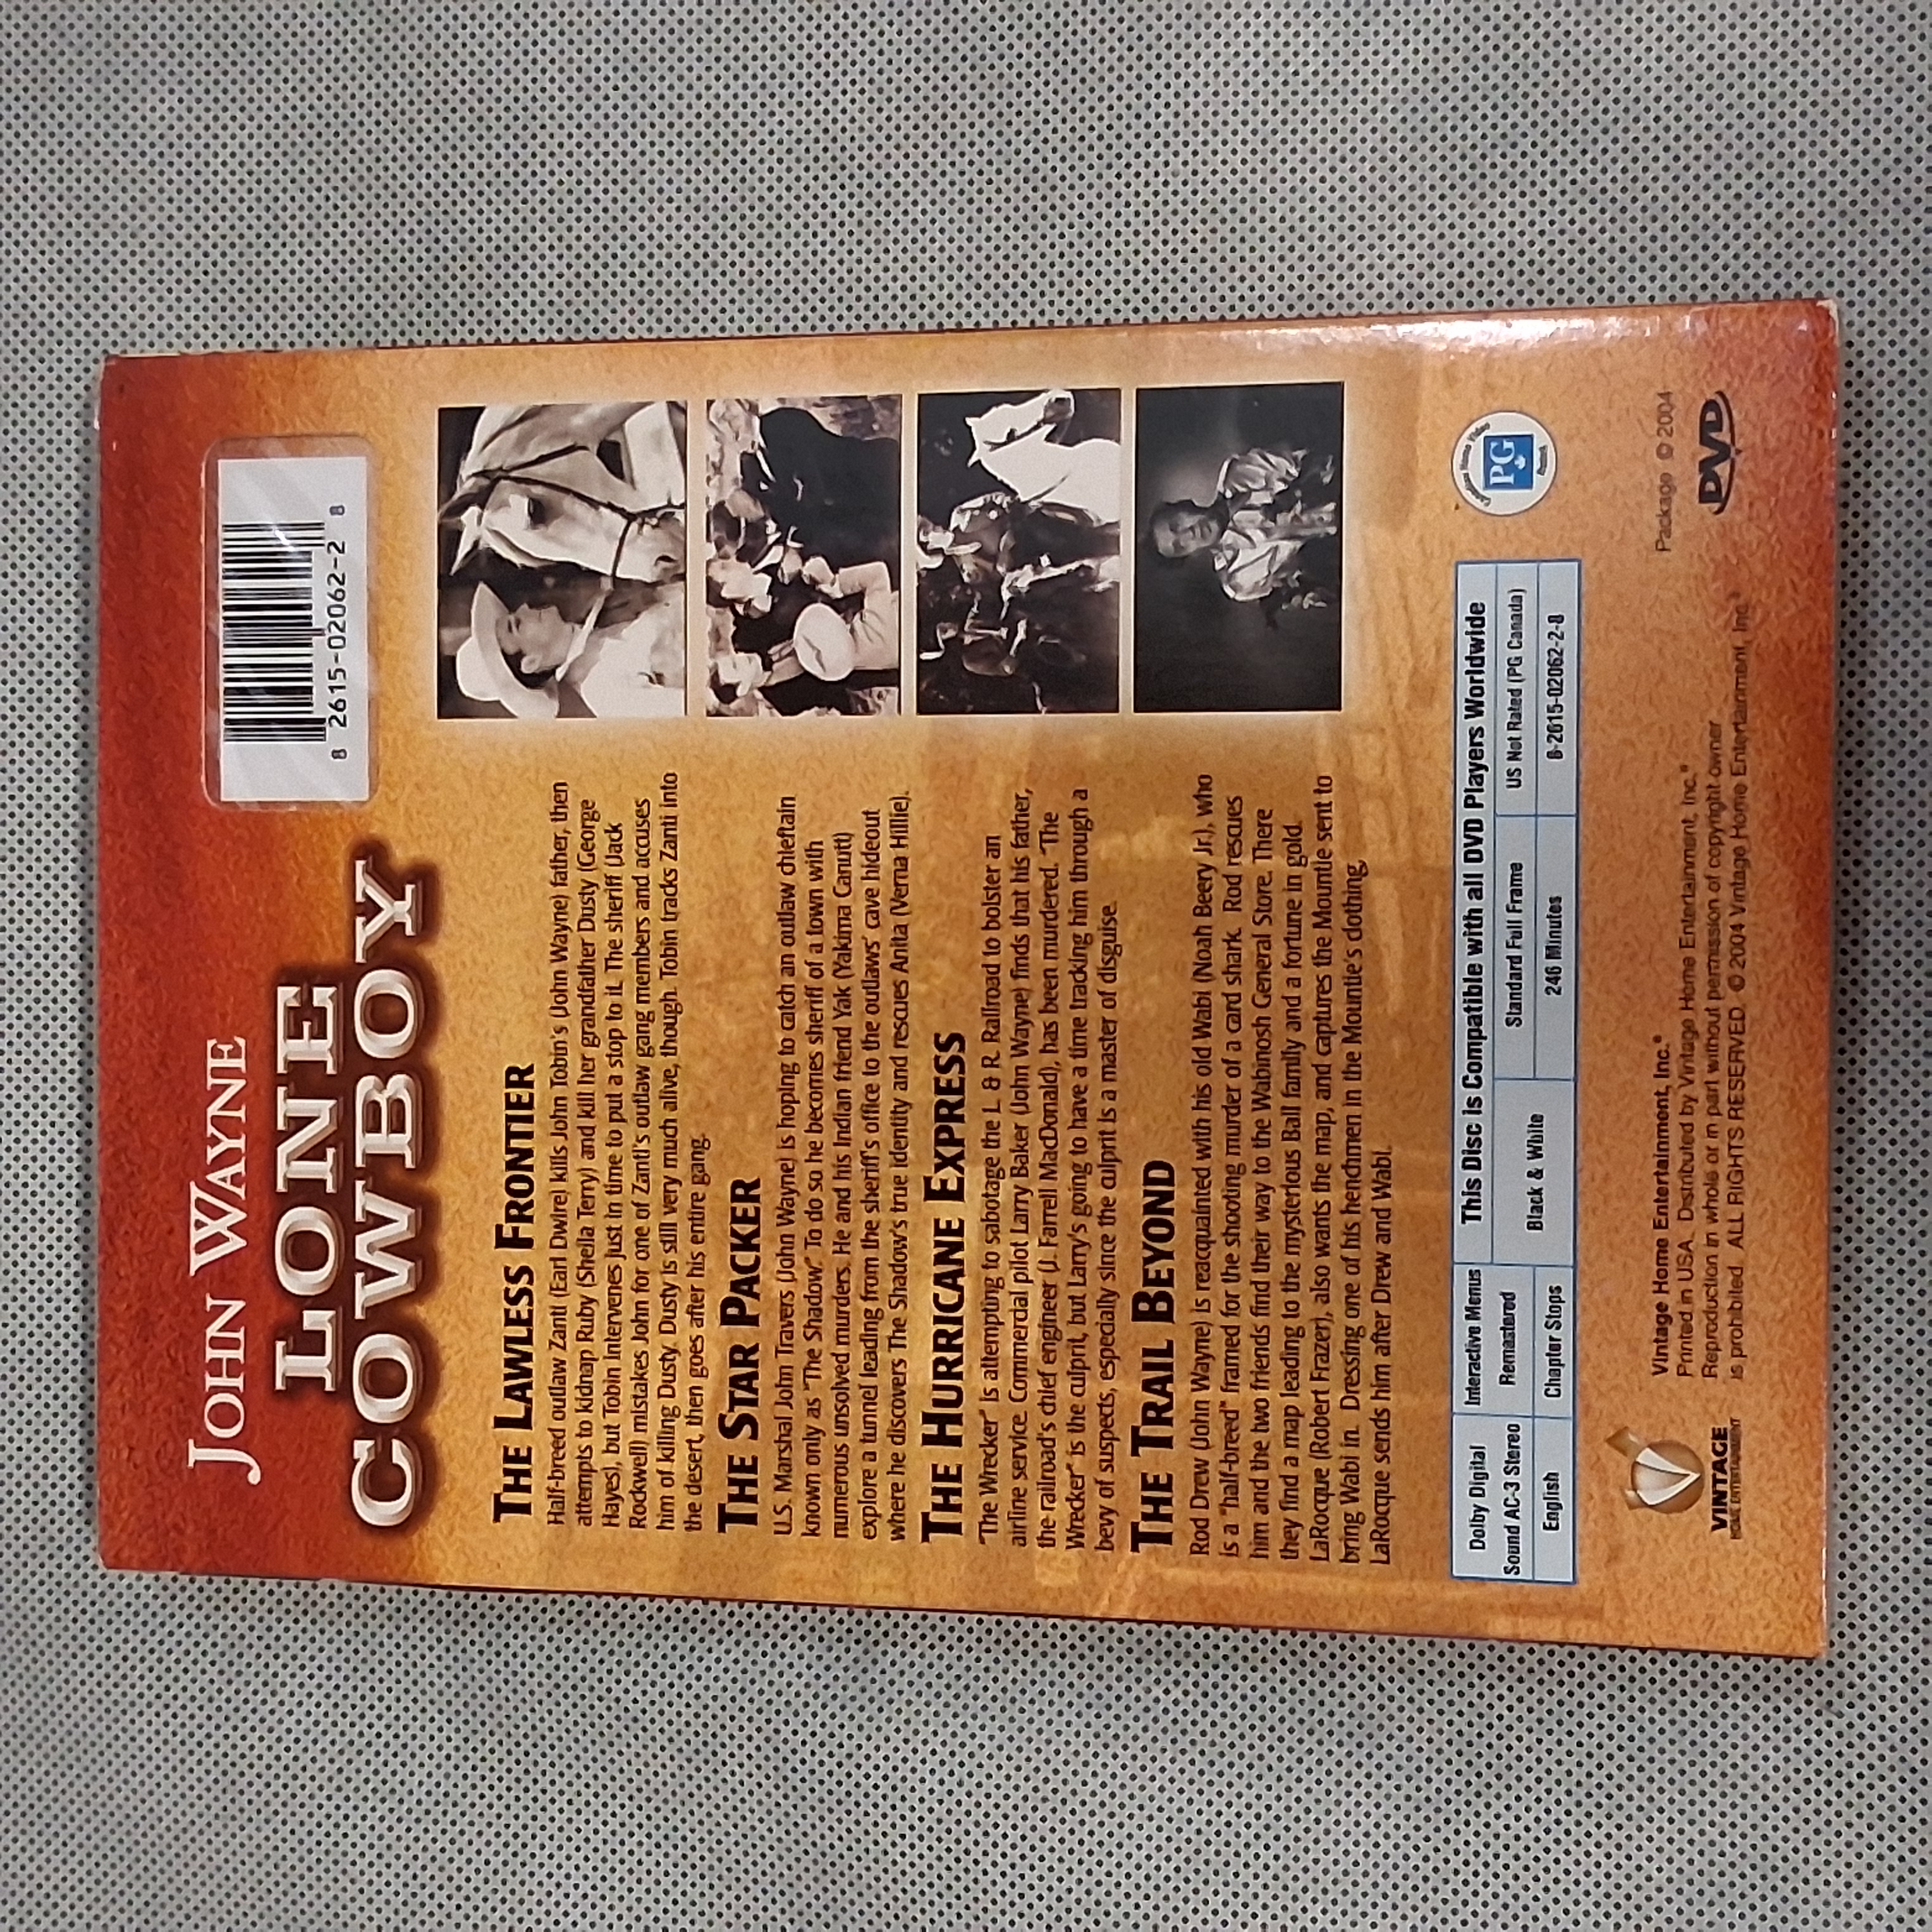 JOHN WAYNE
LONE
COWBOY
8 2615-02062-2 8
THE LAWLESS FRONTIER
Half-breed outlaw Zanti (Earl Dwire) kills John Tobin's (John Wayne) father, then
attempts to kidnap Ruby (Sheila Terry) and kill her grandfather Dusty (George
Hayes), but Tobin intervenes just in time to put a stop to it. The sheriff (Jack
Rockwell) mistakes John for one of Zanti's outlaw gang members and accuses
him of killing Dusty. Dusty is still very much alive, though. Tobin tracks Zanti into
the desert, then goes after his entire gang.
THE STAR PACKER
U.S. Marshal John Travers (John Wayne) is hoping to catch an outlaw chieftain
known only as "The Shadow." To do so he becomes sheriff of a town with
numerous unsolved murders. He and his Indian friend Yak (Yakima Canutt)
explore a tunnel leading from the sheriff's office to the outlaws' cave hideout
where he discovers The Shadow's true identity and rescues Anita (Verna Hillie).
THE HURRICANE EXPRESS
"The Wrecker" is attempting to sabotage the L & R Railroad to bolster an
airline service. Commercial pilot Larry Baker (John Wayne) finds that his father,
the railroad's chief engineer (J. Farrell MacDonald), has been murdered. "The
Wrecker" is the culprit, but Larry's going to have a time tracking him through a
bevy of suspects, especially since the culprit is a master of disguise.
THE TRAIL BEYOND
Rod Drew (John Wayne) is reacquainted with his old Wabi (Noah Beery Jr.), who
is a "half-breed" framed for the shooting murder of a card shark. Rod rescues
him and the two friends find their way to the Wabinosh General Store. There
they find a map leading to the mysterious Ball family and a fortune in gold.
LaRocque (Robert Frazer), also wants the map, and captures the Mountie sent to
bring Wabi in. Dressing one of his henchmen in the Mountie's clothing,
LaRocque sends him after Drew and Wabi.
Dolby Digital
Sound AC-3 Stereo
English
Interactive Menus
Remastered
Chapter Stops
This Disc is Compatible with all DVD Players Worldwide
Black & White
Standard Full Frame
US Not Rated (PG Canada)
246 Minutes
8-2615-02062-2-8
Canadian Home Video
PG
VINTAGE
HOME ENTERTAINMENT
Vintage Home Entertainment, Inc.®
Printed in USA. Distributed by Vintage Home Entertainment, Inc.®
Reproduction in whole or in part without permission of copyright owner
is prohibited. ALL RIGHTS RESERVED. © 2004 Vintage Home Entertainment, Inc.®
Package © 2004
DVD